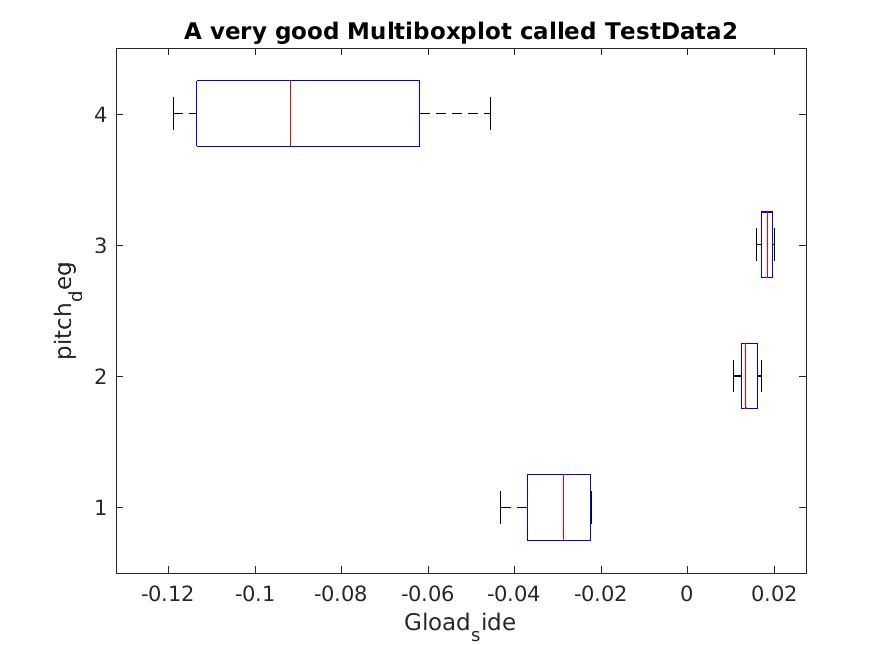 A very good Multiboxplot called TestData2
4
3
2
1
pitch_deg
-0.12 -0.1 -0.08 -0.06 -0.04 -0.02 0 0.02
Gload_side